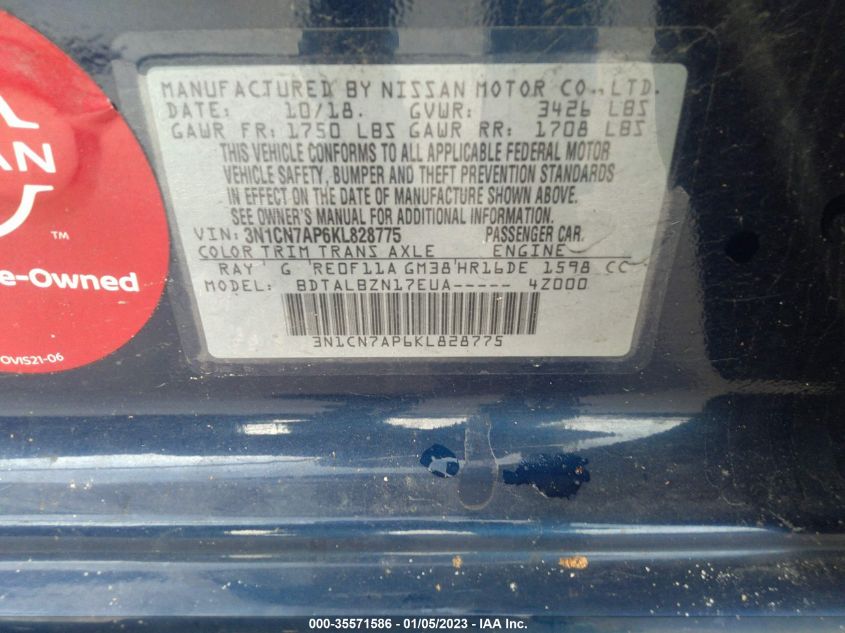 MANUFACTURED BY NISSAN MOTOR CO.,LTD.
DATE: 10/18. GVWR: 3426 LBS
GAWR FR: 1750 LBS GAWR RR: 1708 LBS
THIS VEHICLE CONFORMS TO ALL APPLICABLE FEDERAL MOTOR
VEHICLE SAFETY, BUMPER AND THEFT PREVENTION STANDARDS
IN EFFECT ON THE DATE OF MANUFACTURE SHOWN ABOVE.
SEE OWNER'S MANUAL FOR ADDITIONAL INFORMATION.
VIN: 3N1CN7AP6KL828775 PASSENGER CAR.
COLOR TRIM TRANS AXLE ENGINE
RAY G RE0F11A GM38 HR16DE 1598 CC
MODEL: BDTALBZN17EUA----- 4Z000
3N1CN7AP6KL828775
L
AN
TM
e-Owned
OVIS21-06
000-35571586 - 01/05/2023 - © IAA, Inc.